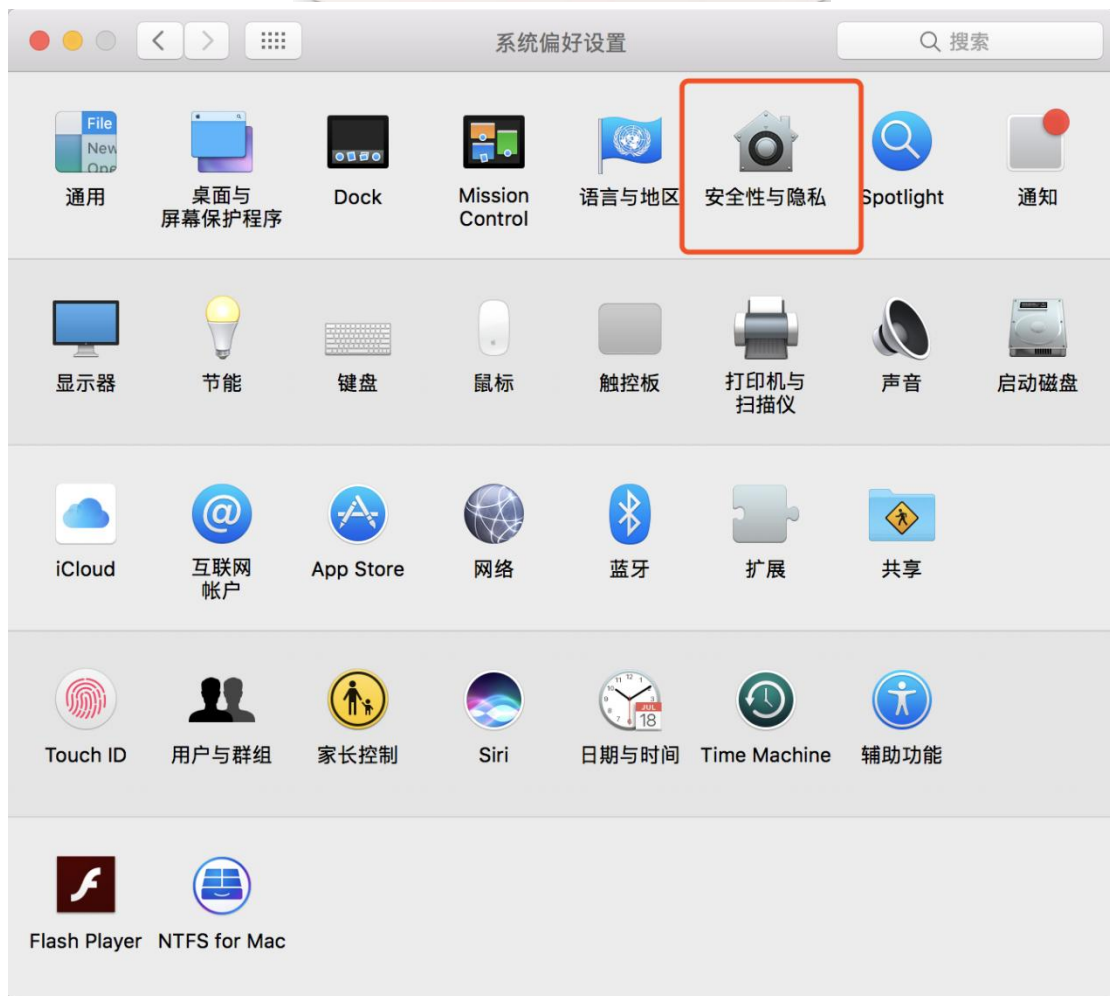 系统偏好设置
搜索
File
New
Ope
通用
桌面与
屏幕保护程序
Dock
Mission
Control
语言与地区
安全性与隐私
Spotlight
通知
显示器
节能
键盘
鼠标
触控板
打印机与
扫描仪
声音
启动磁盘
iCloud
互联网
帐户
App Store
网络
蓝牙
扩展
共享
Touch ID
用户与群组
家长控制
Siri
JUL
18
日期与时间
Time Machine
辅助功能
Flash Player
NTFS for Mac